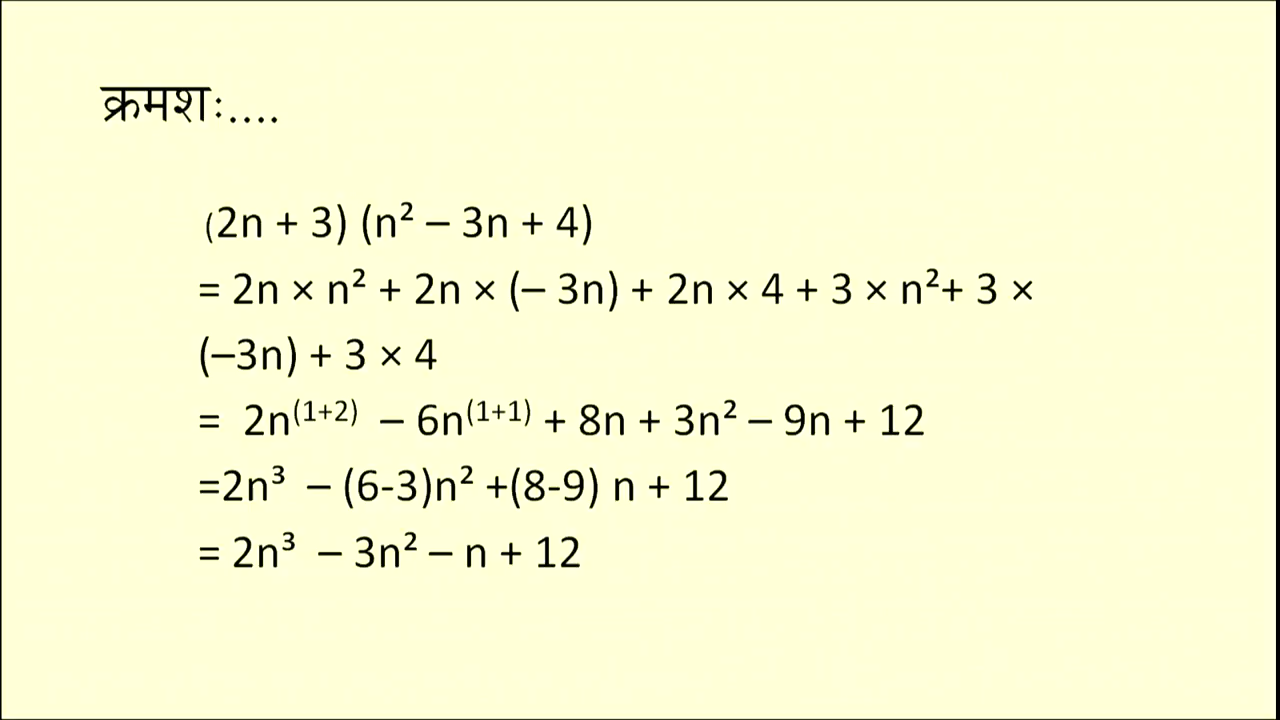 क्रमशः....
(2n + 3) (n² – 3n + 4)
= 2n × n² + 2n × (– 3n) + 2n × 4 + 3 × n²+ 3 ×
(–3n) + 3 × 4
= 2n⁽¹⁺²⁾ – 6n⁽¹⁺¹⁾ + 8n + 3n² – 9n + 12
=2n³ – (6-3)n² +(8-9) n + 12
= 2n³ – 3n² – n + 12